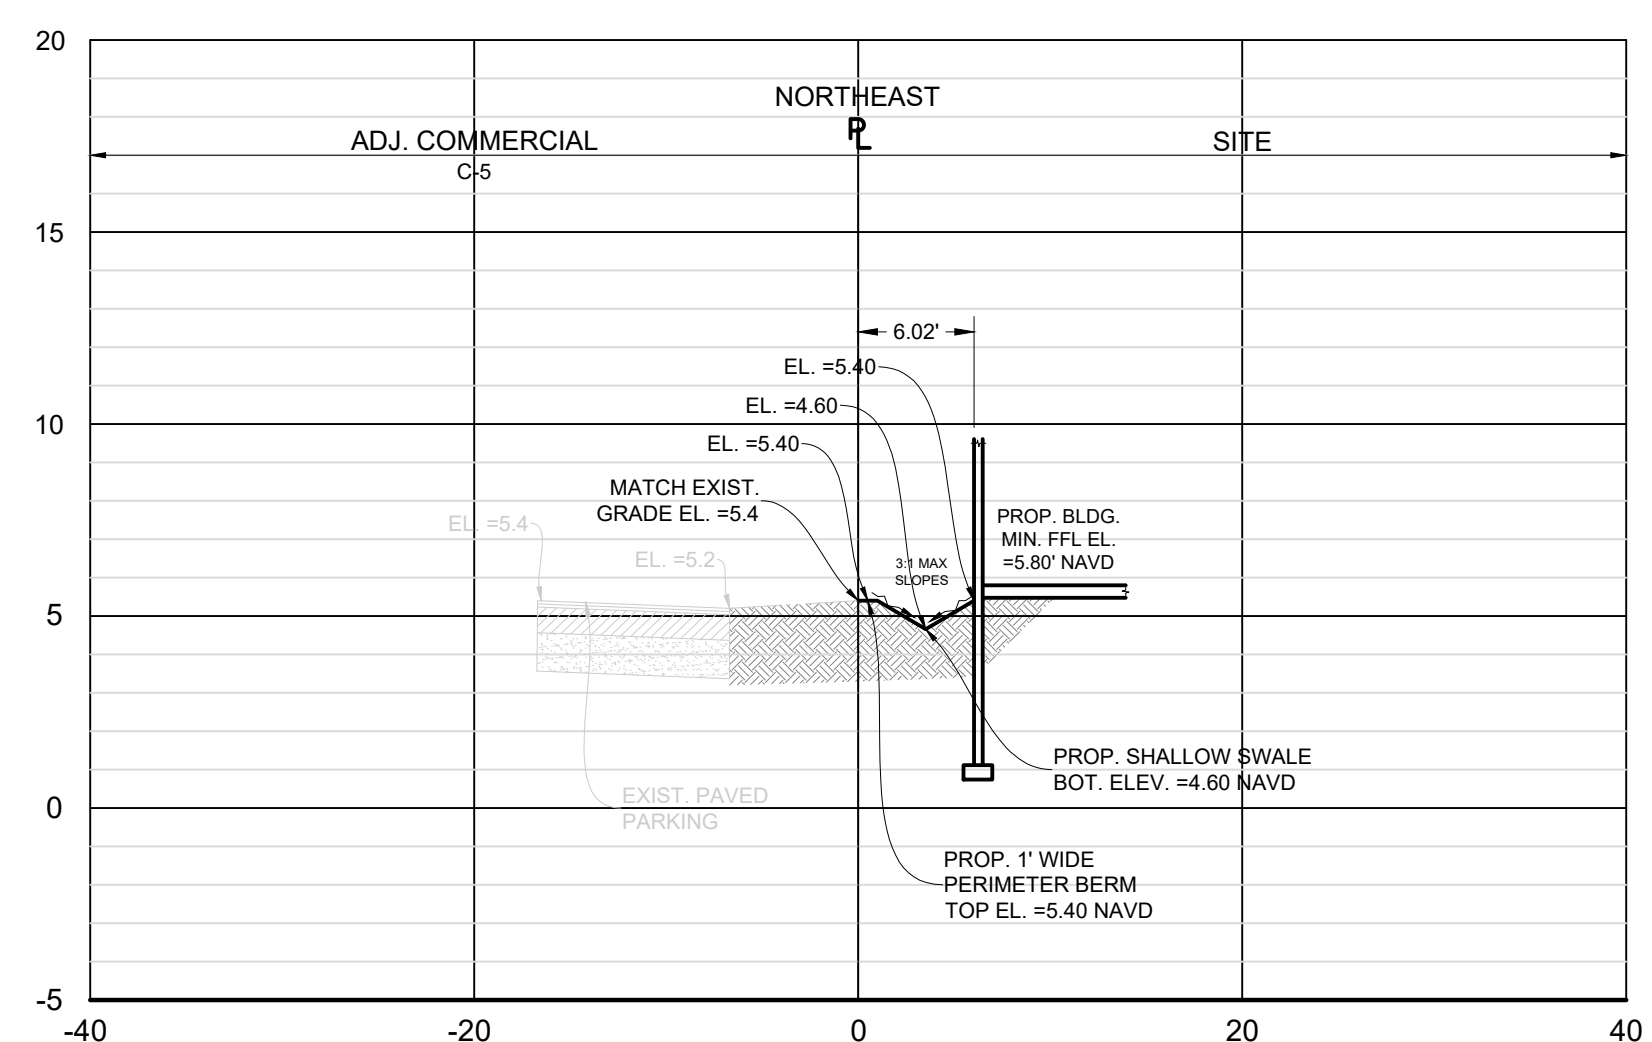 20
NORTHEAST
PL
ADJ. COMMERCIAL
SITE
C-5
15
6.02'
EL. =5.40
EL. =4.60
10
EL. =5.40
MATCH EXIST.
GRADE EL. =5.4
EL. =5.4
EL. =5.2
PROP. BLDG.
MIN. FFL EL.
=5.80' NAVD
3:1 MAX
SLOPES
5
PROP. SHALLOW SWALE
BOT. ELEV. =4.60 NAVD
EXIST. PAVED
PARKING
0
PROP. 1' WIDE
PERIMETER BERM
TOP EL. =5.40 NAVD
-5
-40 -20 0 20 40